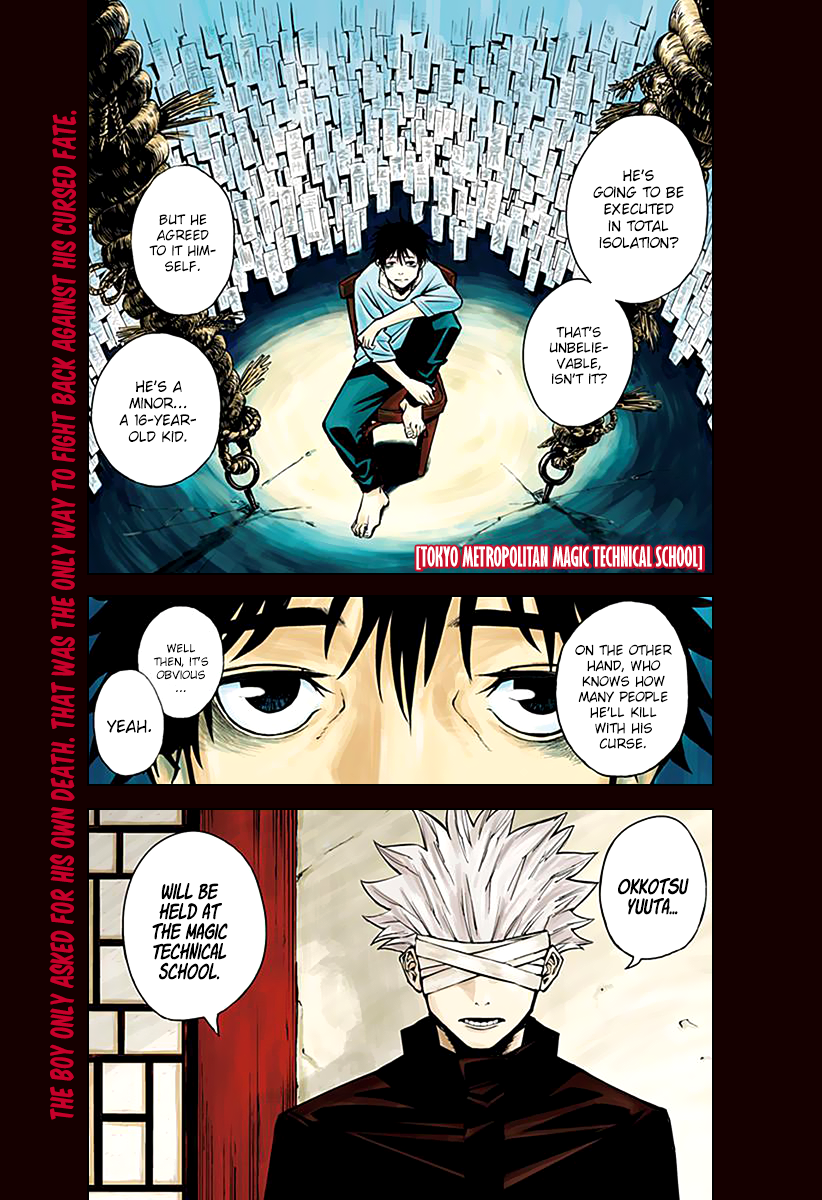 HE'S
GOING TO BE
EXECUTED
IN TOTAL
ISOLATION?
THAT'S
UNBELIE-
VABLE,
ISN'T IT?
BUT HE
AGREED
TO IT HIM-
SELF.
HE'S A
MINOR...
A 16-YEAR-
OLD KID.
[TOKYO METROPOLITAN MAGIC TECHNICAL SCHOOL]
ON THE OTHER
HAND, WHO
KNOWS HOW
MANY PEOPLE
HE'LL KILL
WITH HIS
CURSE.
WELL
THEN, IT'S
OBVIOUS
...
YEAH.
OKKOTSU
YUUTA...
WILL BE
HELD AT
THE MAGIC
TECHNICAL
SCHOOL.
THE BOY ONLY ASKED FOR HIS OWN DEATH. THAT WAS THE ONLY WAY TO FIGHT BACK AGAINST HIS CURSED FATE.